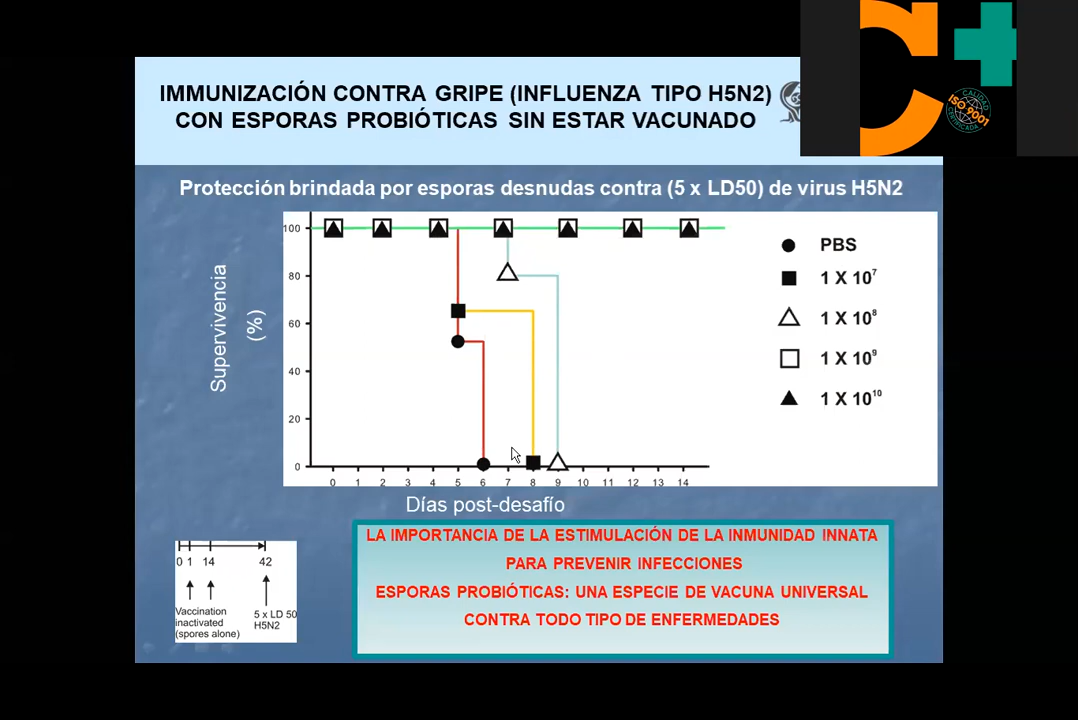 IMMUNIZACIÓN CONTRA GRIPE (INFLUENZA TIPO H5N2)
CON ESPORAS PROBIÓTICAS SIN ESTAR VACUNADO
C+
CALIDAD
ISO 9001
CERTIFICADA
Protección brindada por esporas desnudas contra (5 x LD50) de virus H5N2
Supervivencia
(%)
100
80
60
40
20
0
0 1 2 3 4 5 6 7 8 9 10 11 12 13 14
Días post-desafío
PBS
1 X 10⁷
1 X 10⁸
1 X 10⁹
1 X 10¹⁰
0 1 14 42
Vaccination
inactivated
(spores alone)
5 x LD 50
H5N2
LA IMPORTANCIA DE LA ESTIMULACIÓN DE LA INMUNIDAD INNATA
PARA PREVENIR INFECCIONES
ESPORAS PROBIÓTICAS: UNA ESPECIE DE VACUNA UNIVERSAL
CONTRA TODO TIPO DE ENFERMEDADES